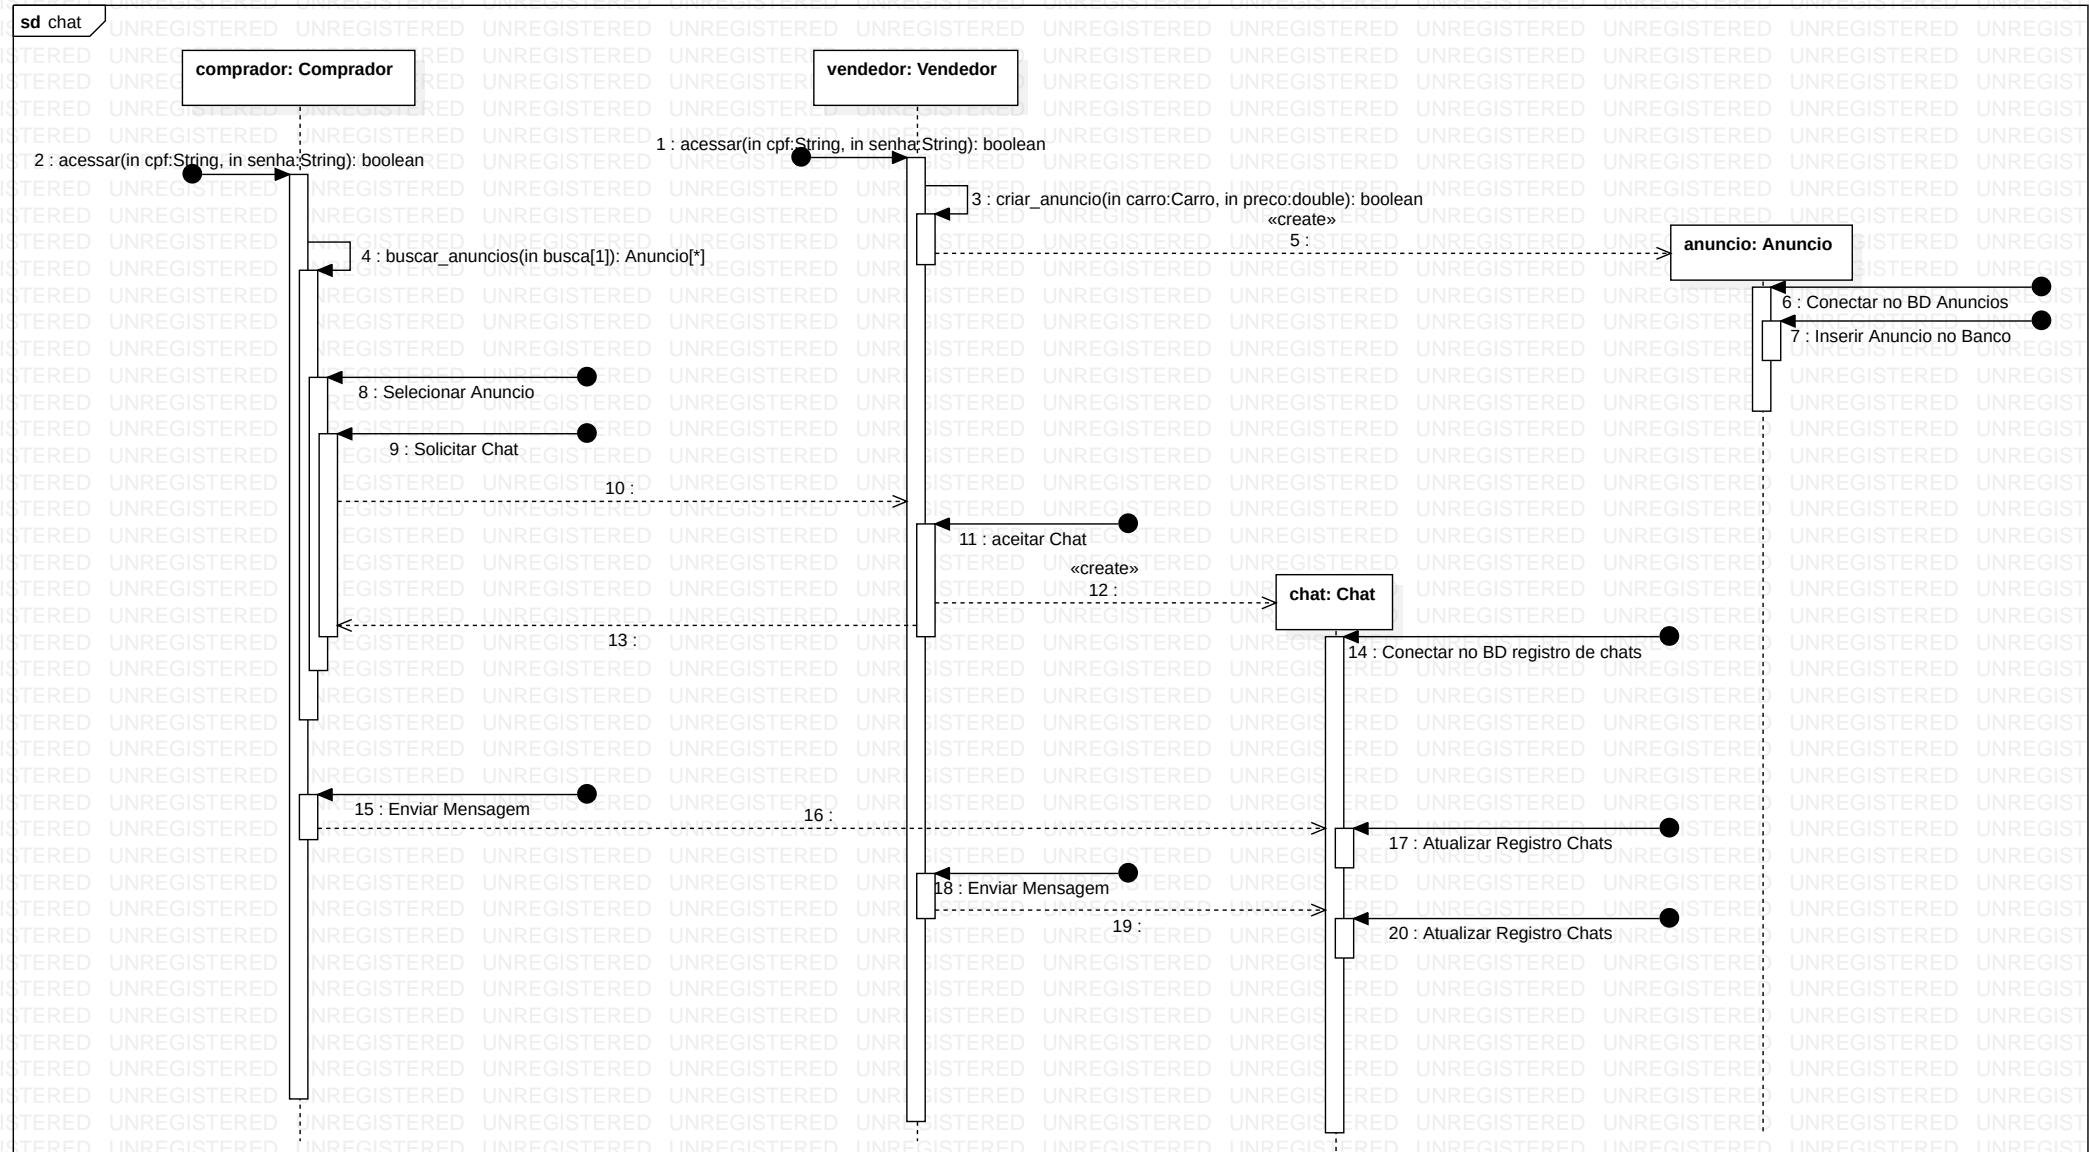 sd chat
comprador: Comprador
vendedor: Vendedor
1 : acessar(in cpf:String, in senha:String): boolean
2 : acessar(in cpf:String, in senha:String): boolean
3 : criar_anuncio(in carro:Carro, in preco:double): boolean
«create»
5 :
anuncio: Anuncio
4 : buscar_anuncios(in busca[1]): Anuncio[*]
6 : Conectar no BD Anuncios
7 : Inserir Anuncio no Banco
8 : Selecionar Anuncio
9 : Solicitar Chat
10 :
11 : aceitar Chat
«create»
12 :
chat: Chat
13 :
14 : Conectar no BD registro de chats
15 : Enviar Mensagem
16 :
17 : Atualizar Registro Chats
18 : Enviar Mensagem
19 :
20 : Atualizar Registro Chats
UNREGISTERED